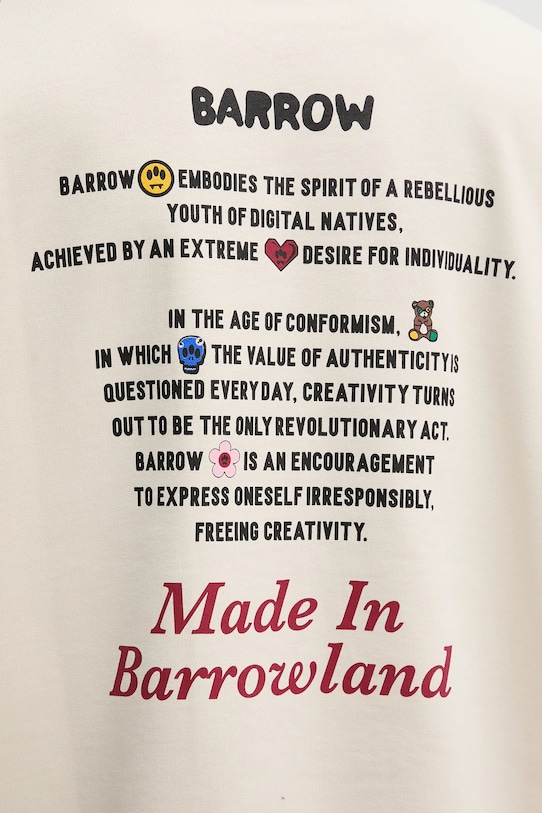 BARROW
BARROW EMBODIES THE SPIRIT OF A REBELLIOUS
YOUTH OF DIGITAL NATIVES,
ACHIEVED BY AN EXTREME DESIRE FOR INDIVIDUALITY.
IN THE AGE OF CONFORMISM,
IN WHICH THE VALUE OF AUTHENTICITY IS
QUESTIONED EVERY DAY, CREATIVITY TURNS
OUT TO BE THE ONLY REVOLUTIONARY ACT.
BARROW IS AN ENCOURAGEMENT
TO EXPRESS ONESELF IRRESPONSIBLY,
FREEING CREATIVITY.
Made In
Barrowland